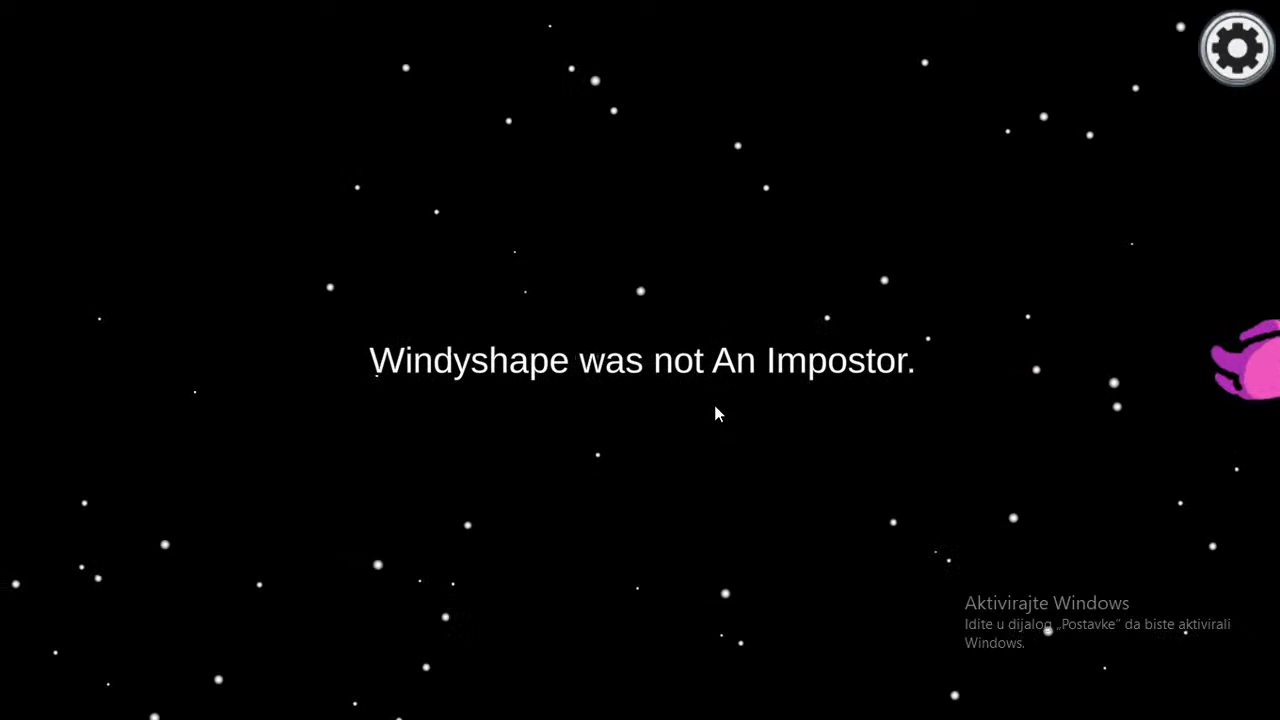 Windyshape was not An Impostor.
Aktivirajte Windows
Idite u dijalog „Postavke“ da biste aktivirali
Windows.